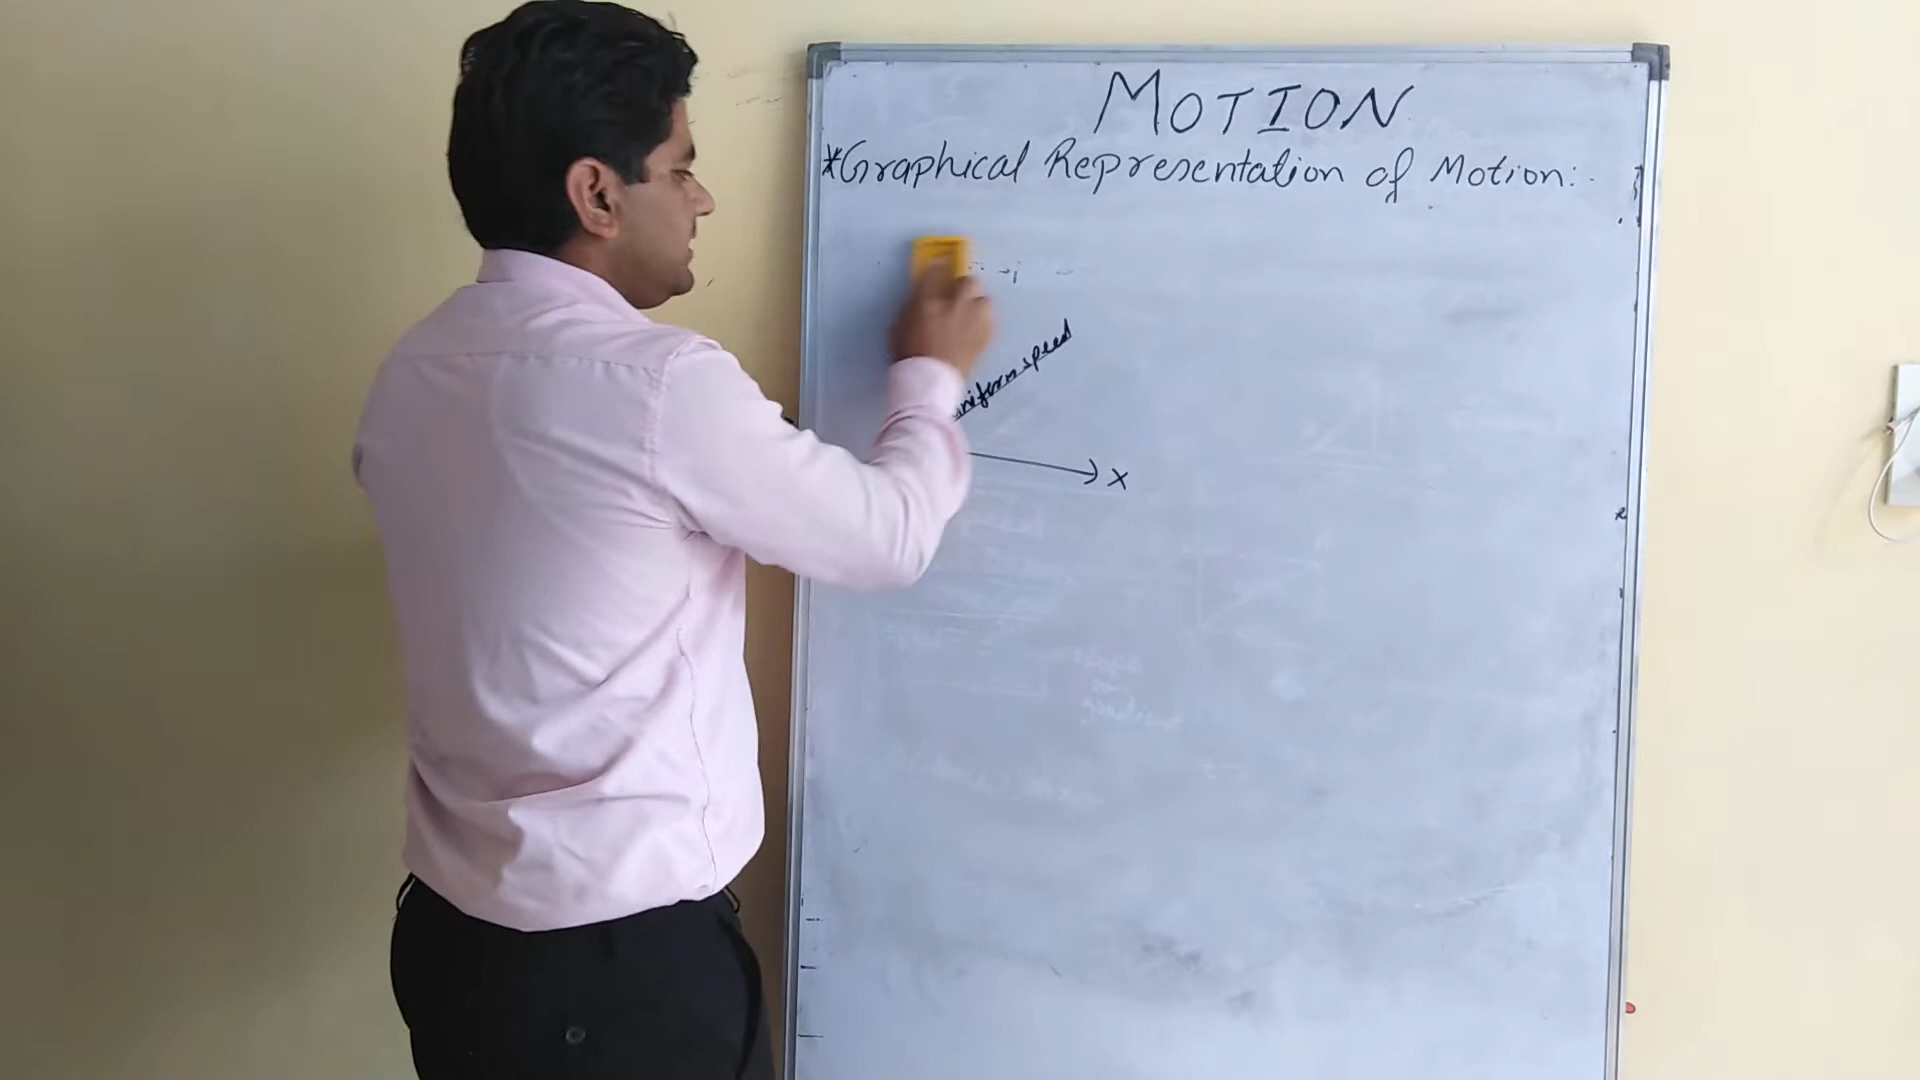 MOTION
*Graphical Representation of Motion:-
uniform speed
X